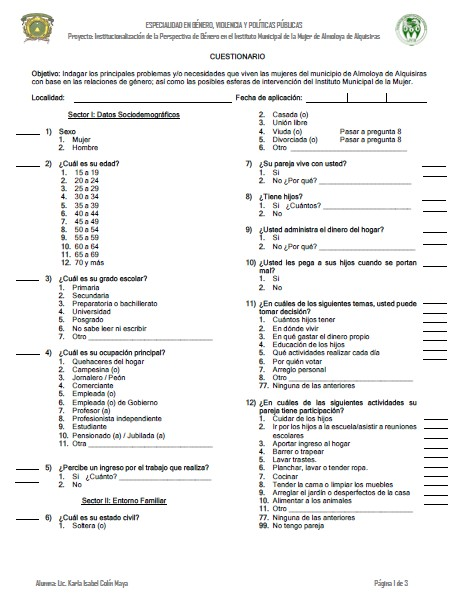 ESPECIALIDAD EN GÉNERO, VIOLENCIA Y POLÍTICAS PÚBLICAS
Proyecto: Institucionalización de la Perspectiva de Género en el Instituto Municipal de la Mujer de Almoloya de Alquisiras
CUESTIONARIO
Objetivo: Indagar los principales problemas y/o necesidades que viven las mujeres del municipio de Almoloya de Alquisiras
con base en las relaciones de género; así como las posibles esferas de intervención del Instituto Municipal de la Mujer.
Localidad: Fecha de aplicación:
Sector I: Datos Sociodemográficos
1) Sexo
1. Mujer
2. Hombre
2) ¿Cuál es su edad?
1. 15 a 19
2. 20 a 24
3. 25 a 29
4. 30 a 34
5. 35 a 39
6. 40 a 44
7. 45 a 49
8. 50 a 54
9. 55 a 59
10. 60 a 64
11. 65 a 69
12. 70 y más
3) ¿Cuál es su grado escolar?
1. Primaria
2. Secundaria
3. Preparatoria o bachillerato
4. Universidad
5. Posgrado
6. No sabe leer ni escribir
7. Otro
4) ¿Cuál es su ocupación principal?
1. Quehaceres del hogar
2. Campesina (o)
3. Jornalero / Peón
4. Comerciante
5. Empleada (o)
6. Empleada (o) de Gobierno
7. Profesor (a)
8. Profesionista independiente
9. Estudiante
10. Pensionado (a) / Jubilada (a)
11. Otra
5) ¿Percibe un ingreso por el trabajo que realiza?
1. Si ¿Cuánto?
2. No
Sector II: Entorno Familiar
6) ¿Cuál es su estado civil?
1. Soltera (o)
2. Casada (o)
3. Unión libre
4. Viuda (o) Pasar a pregunta 8
5. Divorciada (o) Pasar a pregunta 8
6. Otro
7) ¿Su pareja vive con usted?
1. Si
2. No ¿Por qué?
8) ¿Tiene hijos?
1. Si ¿Cuántos?
2. No
9) ¿Usted administra el dinero del hogar?
1. Si
2. No ¿Por qué?
10) ¿Usted les pega a sus hijos cuando se portan
mal?
1. Si
2. No
11) ¿En cuáles de los siguientes temas, usted puede
tomar decisión?
1. Cuántos hijos tener
2. En dónde vivir
3. En qué gastar el dinero propio
4. Educación de los hijos
5. Qué actividades realizar cada día
6. Por quién votar
7. Arreglo personal
8. Otro
77. Ninguna de las anteriores
12) ¿En cuáles de las siguientes actividades su
pareja tiene participación?
1. Cuidar de los hijos
2. Ir por los hijos a la escuela/asistir a reuniones
escolares
3. Aportar ingreso al hogar
4. Barrer o trapear
5. Lavar trastes.
6. Planchar, lavar o tender ropa.
7. Cocinar
8. Tender la cama o limpiar los muebles
9. Arreglar el jardín o desperfectos de la casa
10. Alimentar a los animales
11. Otro
77. Ninguna de las anteriores
99. No tengo pareja
Alumna: Lic. Karla Isabel Colín Maya Página 1 de 3